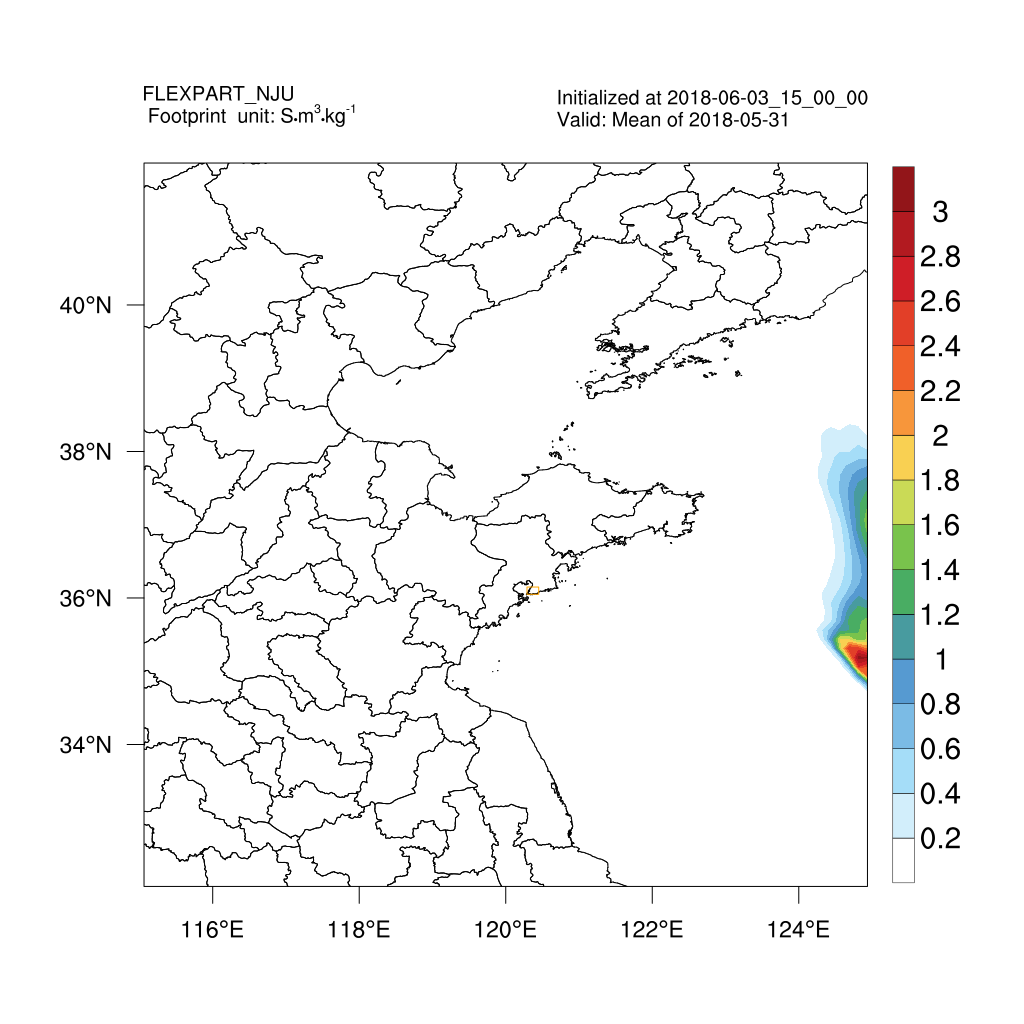 FLEXPART_NJU
Footprint unit: S·m³·kg⁻¹
Initialized at 2018-06-03_15_00_00
Valid: Mean of 2018-05-31
40°N
38°N
36°N
34°N
116°E
118°E
120°E
122°E
124°E
3
2.8
2.6
2.4
2.2
2
1.8
1.6
1.4
1.2
1
0.8
0.6
0.4
0.2